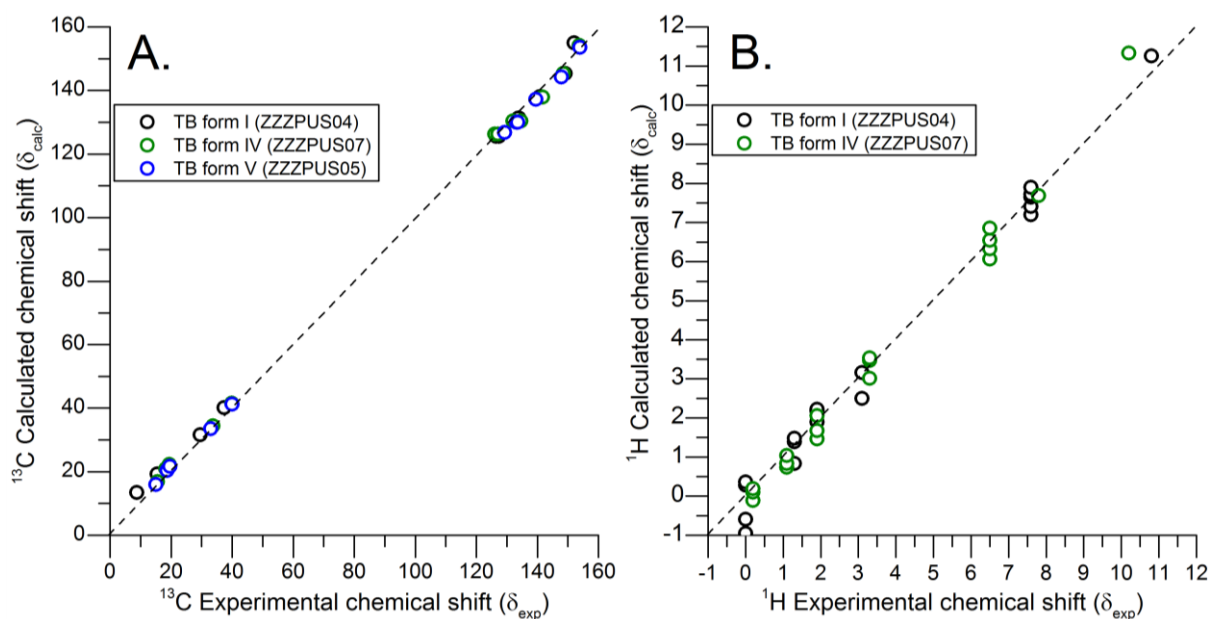 A.
160
140
120
100
80
60
40
20
0
¹³C Calculated chemical shift (δcalc)
TB form I (ZZZPUS04)
TB form IV (ZZZPUS07)
TB form V (ZZZPUS05)
0 20 40 60 80 100 120 140 160
¹³C Experimental chemical shift (δexp)
B.
12
11
10
9
8
7
6
5
4
3
2
1
0
-1
¹H Calculated chemical shift (δcalc)
TB form I (ZZZPUS04)
TB form IV (ZZZPUS07)
-1 0 1 2 3 4 5 6 7 8 9 10 11 12
¹H Experimental chemical shift (δexp)